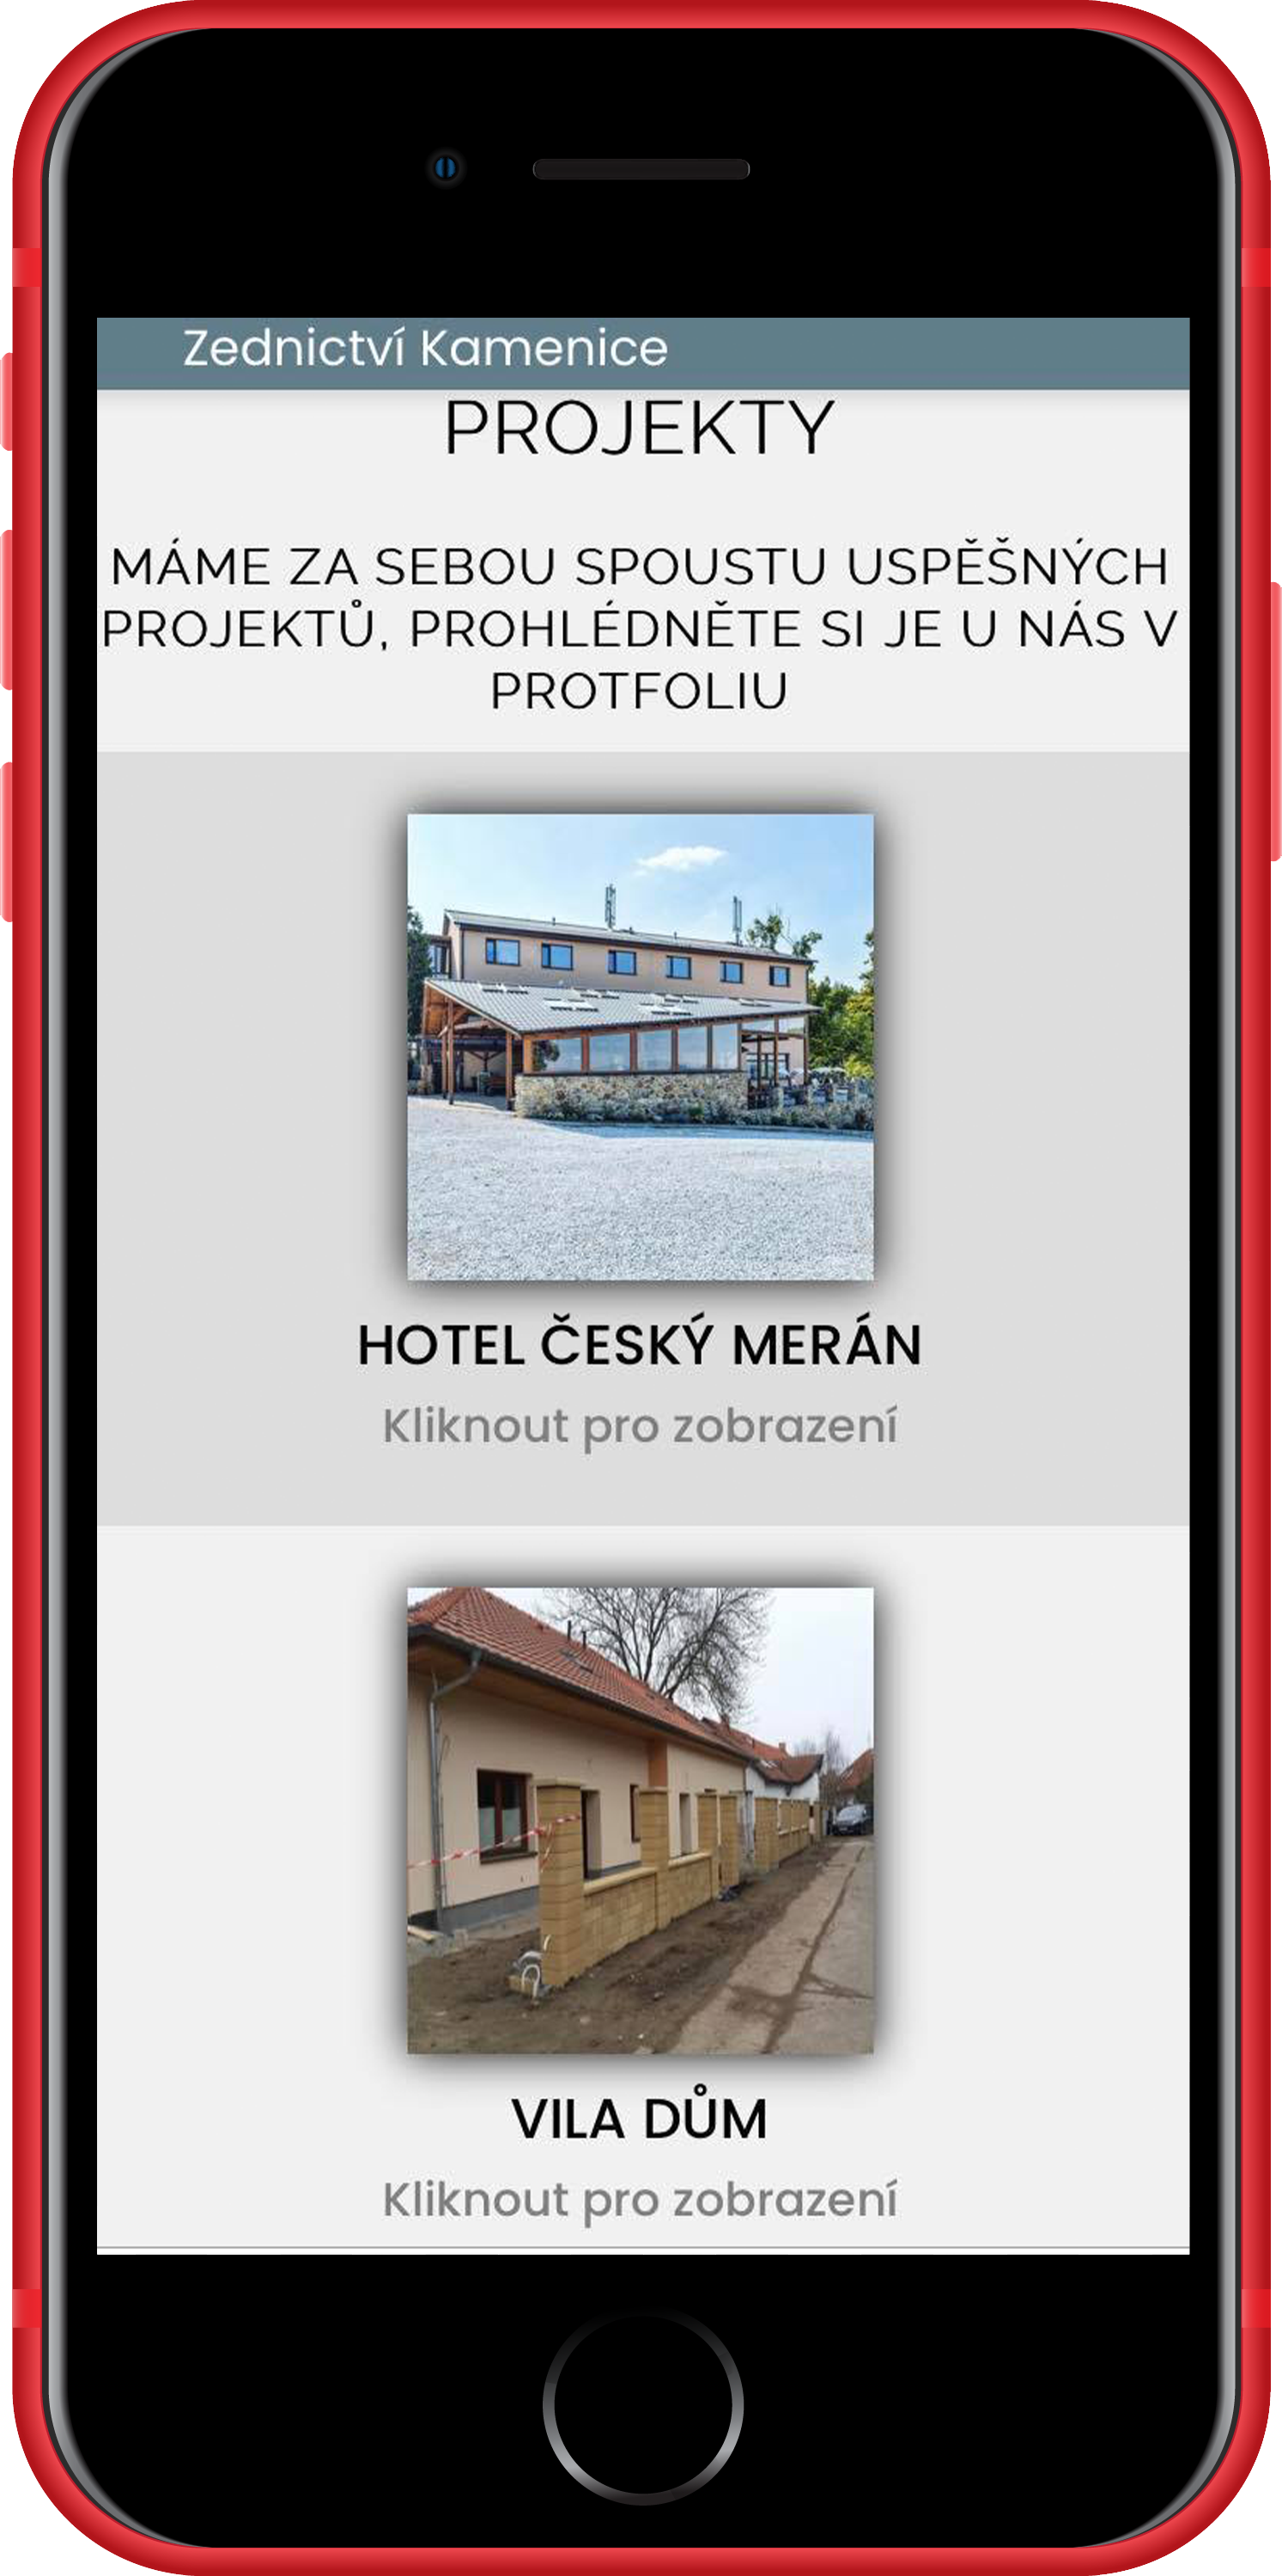 Zednictví Kamenice
PROJEKTY
MÁME ZA SEBOU SPOUSTU USPĚŠNÝCH
PROJEKTŮ, PROHLÉDNĚTE SI JE U NÁS V
PROTFOLIU
HOTEL ČESKÝ MERÁN
Kliknout pro zobrazení
VILA DŮM
Kliknout pro zobrazení